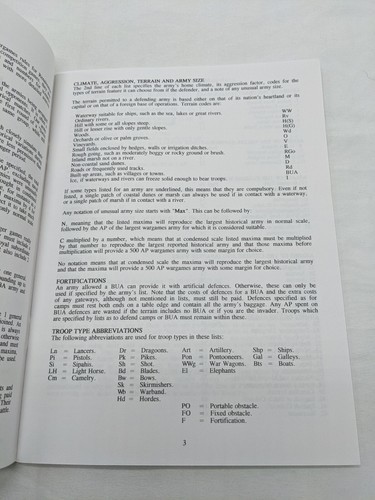 CLIMATE, AGGRESSION, TERRAIN AND ARMY SIZE
The 2nd line of each list specifies the army's home climate, its aggression factor, codes for the
types of terrain feature it can choose from if the defender, and a note of any unusual army size.
The terrain permitted to a defending army is based either on that of its nation's heartland or its
capital or on that of a foreign base of operations. Terrain codes are:
Waterway suitable for ships, such as the sea, lakes or great rivers. WW
Ordinary rivers. Rv
Hill with some or all slopes steep. H(S)
Hill or lower rise with only gentle slopes. H(G)
Woods. Wd
Orchards or olive or palm groves. O
Vineyards. V
Small fields enclosed by hedges, walls or irrigation ditches. E
Rough going, such as moderately boggy or rocky ground or brush. RGo
Inland marsh not on a river. M
Non-coastal sand dunes. D
Roads or frequently used tracks. Rd
Built-up areas, such as villages or towns. BUA
Ice, if waterways and rivers can freeze solid enough to bear troops. I
If some types listed for an army are underlined, this means that they are compulsory. Even if not
listed, a single patch of coastal dunes or marsh can always be used if in contact with a waterway,
or a single patch of marsh if in contact with a river.
Any notation of unusual army size starts with "Max". This can be followed by:
N, meaning that the listed maxima will reproduce the largest historical army in normal scale,
followed by the AP of the largest wargames army for which it is considered suitable.
C multiplied by a number, which means that at condensed scale listed maxima must be multiplied
by that number to reproduce the largest reported historical army and that those maxima before
multiplication will provide a 500 AP wargames army with some margin for choice.
No notation means that at condensed scale the maxima will reproduce the largest historical army
and that the maxima will provide a 500 AP wargames army with some margin for choice.
FORTIFICATIONS
An army allowed a BUA can provide it with artificial defences. Otherwise, these can only be
used if specified by the army's list. Note that the costs of defences for a BUA and the extra costs
of any gateways, although not mentioned in lists, must still be paid. Defences specified as for
camps must rest both ends on a table edge and contain all the army's baggage. Any AP spent on
BUA defences are wasted if the terrain includes no BUA or if you are the invader. Troops which
are specified by lists as to defend camps or BUA must remain within these.
TROOP TYPE ABBREVIATIONS
The following abbreviations are used for troop types in these lists:
Ln = Lancers. Dr = Dragoons. Art = Artillery. Shp = Ships.
Pi = Pistols. Pk = Pikes. Pon = Pontooneers. Gal = Galleys.
Si = Sipahis. Sh = Shot. WWg = War Wagons. Bts = Boats.
LH = Light Horse. Bd = Blades. El = Elephants
Cm = Camelry. Bw = Bows.
Sk = Skirmishers.
Wb = Warband.
Hd = Hordes.
PO = Portable obstacle.
FO = Fixed obstacle.
F = Fortification.
3